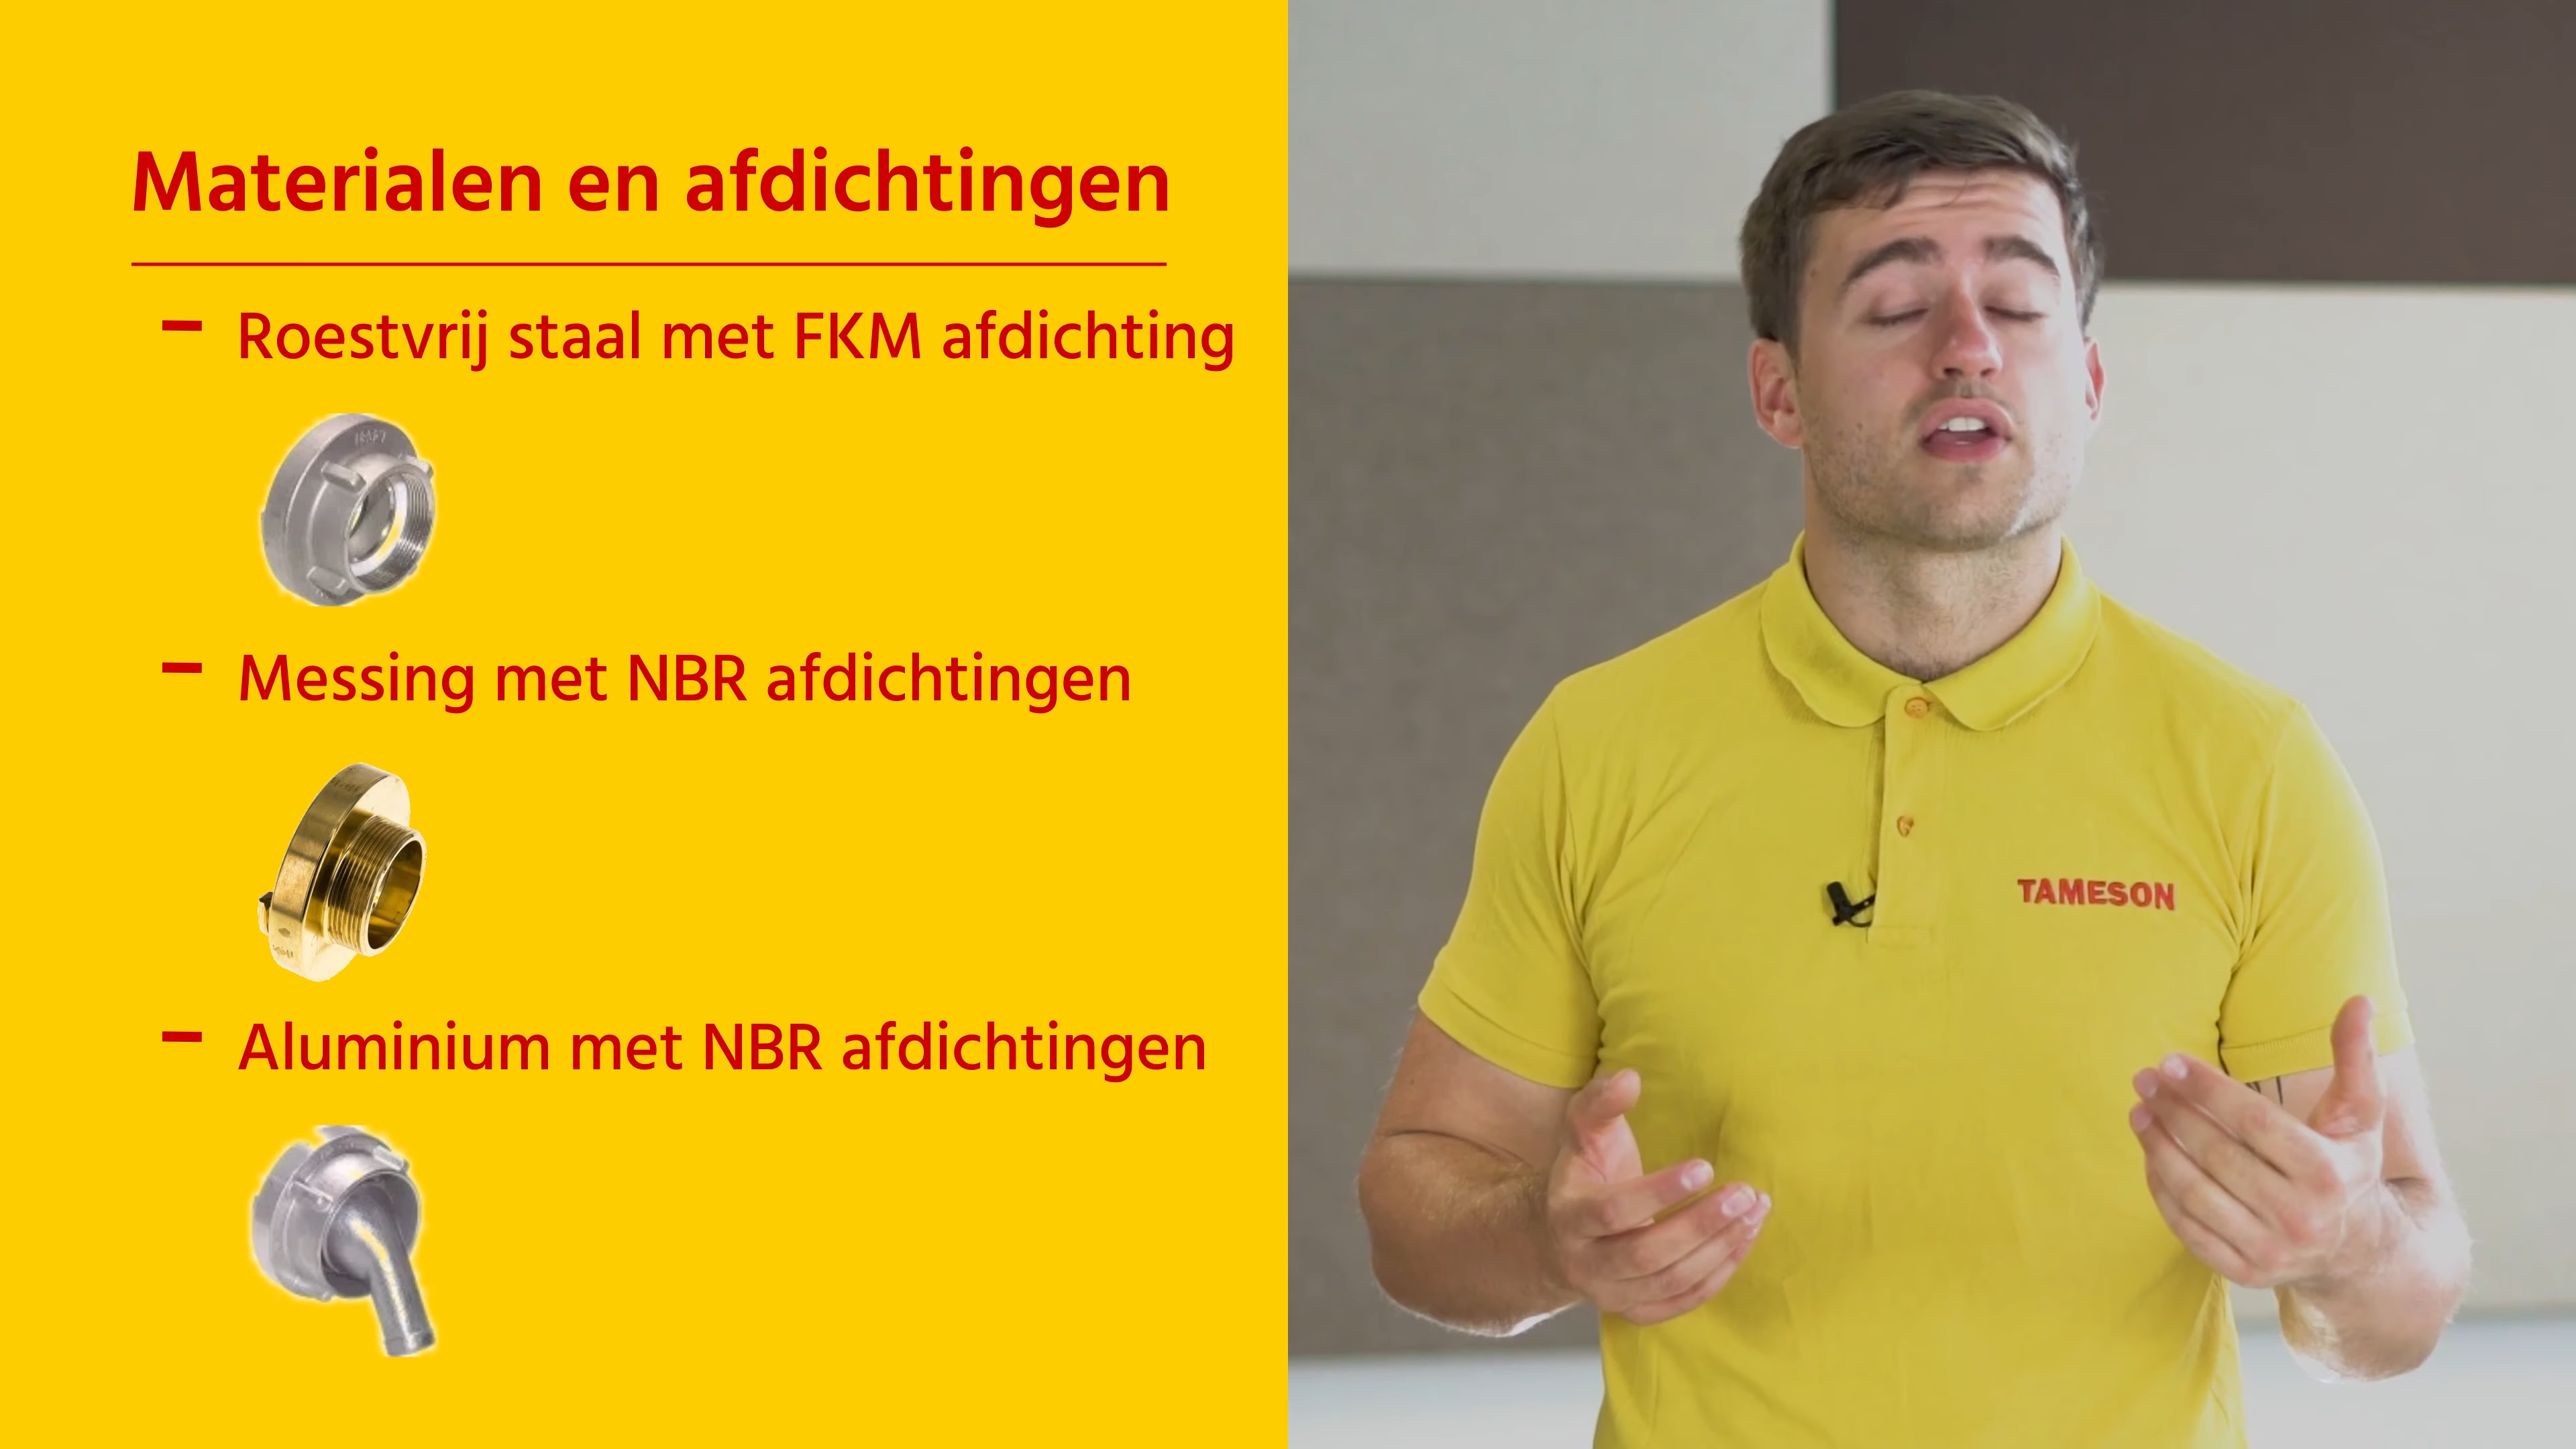 Materialen en afdichtingen
- Roestvrij staal met FKM afdichting
- Messing met NBR afdichtingen
- Aluminium met NBR afdichtingen
TAMESON